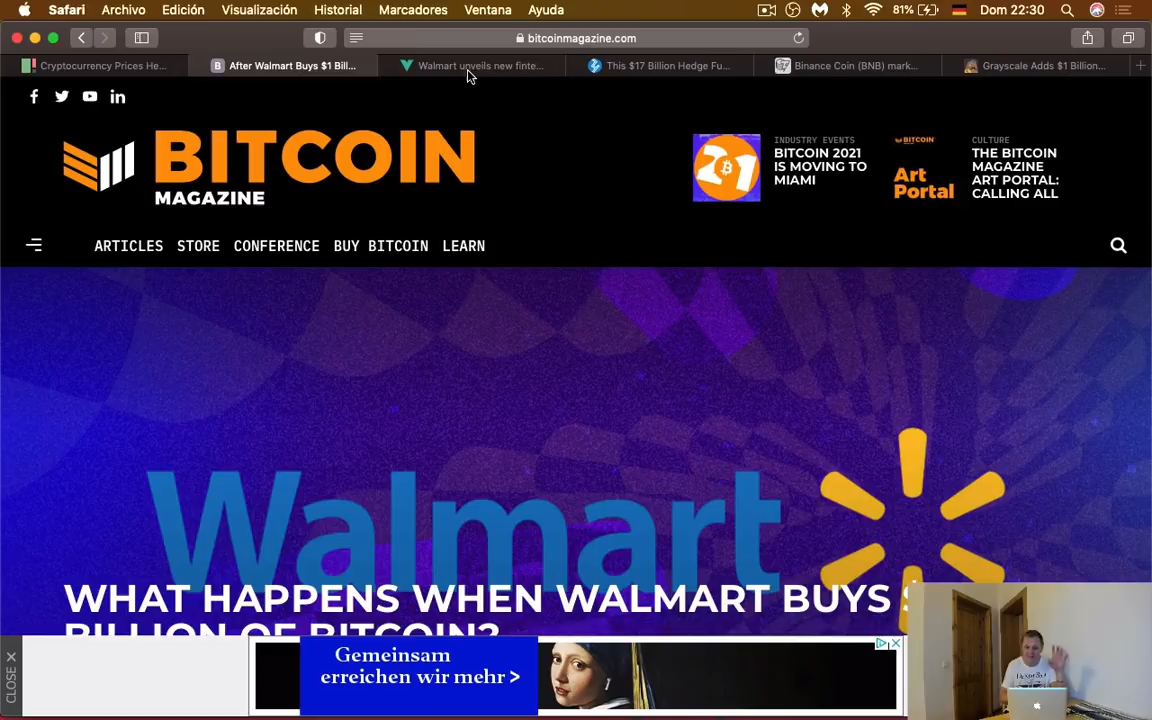 Safari Archivo Edición Visualización Historial Marcadores Ventana Ayuda 81% Dom 22:30
bitcoinmagazine.com
Cryptocurrency Prices He... After Walmart Buys $1 Bill... Walmart unveils new finte... This $17 Billion Hedge Fu... Binance Coin (BNB) mark... Grayscale Adds $1 Billion...
BITCOIN
MAGAZINE
INDUSTRY EVENTS
BITCOIN 2021
IS MOVING TO
MIAMI
21
BITCOIN
Art
Portal
CULTURE
THE BITCOIN
MAGAZINE
ART PORTAL:
CALLING ALL
ARTICLES STORE CONFERENCE BUY BITCOIN LEARN
Walmart
WHAT HAPPENS WHEN WALMART BUYS
BILLION OF BITCOIN?
CLOSE
Gemeinsam
erreichen wir mehr >